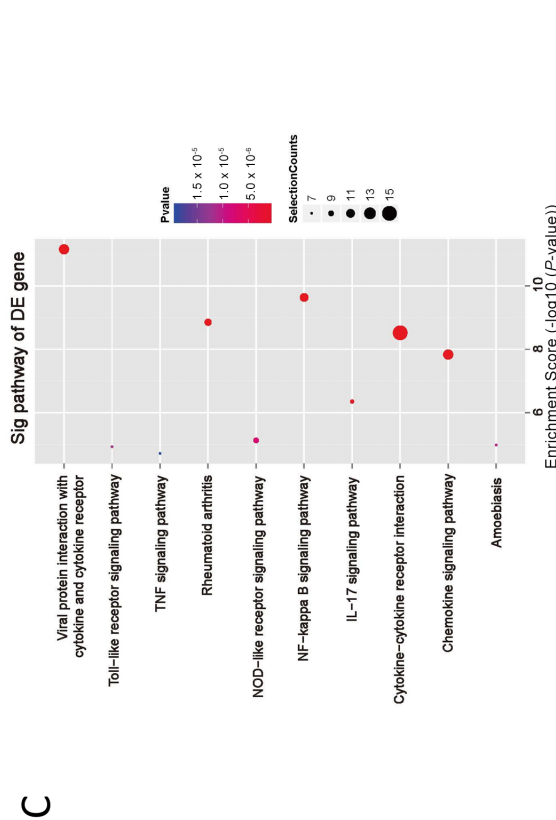 C
Sig pathway of DE gene
Viral protein interaction with
cytokine and cytokine receptor
Toll−like receptor signaling pathway
TNF signaling pathway
Rheumatoid arthritis
NOD−like receptor signaling pathway
NF−kappa B signaling pathway
IL−17 signaling pathway
Cytokine−cytokine receptor interaction
Chemokine signaling pathway
Amoebiasis
6
8
10
Enrichment Score (-log10 (P-value))
Pvalue
1.5 x 10-5
1.0 x 10-5
5.0 x 10-6
SelectionCounts
7
9
11
13
15